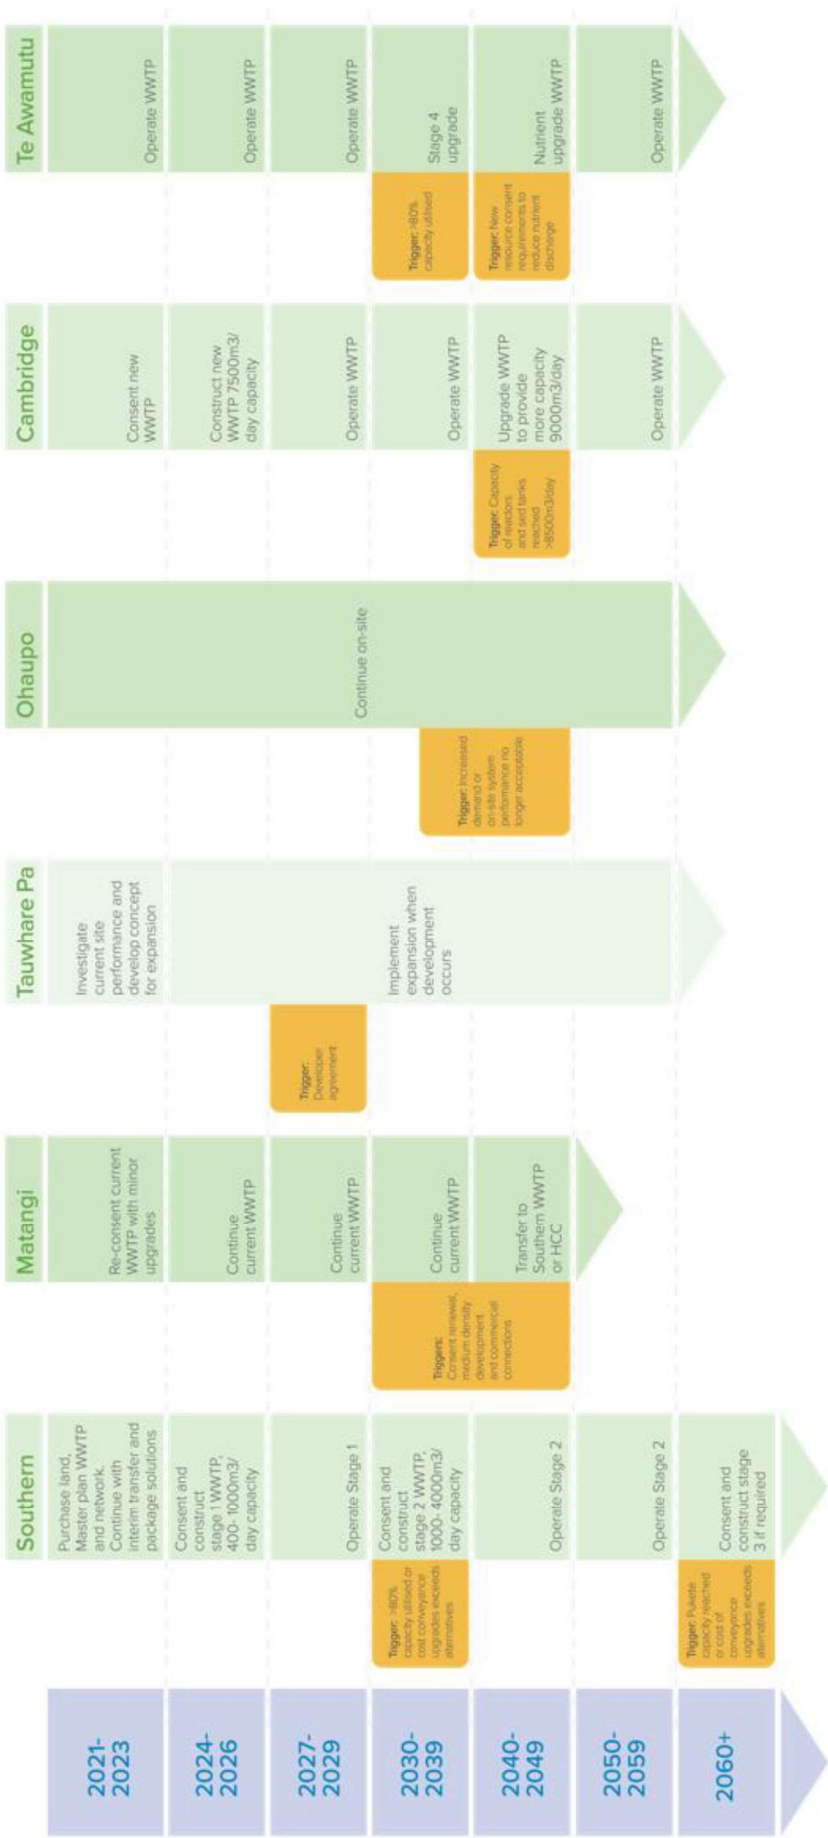 Southern
Matangi
Tauwhare Pa
Ohaupo
Cambridge
Te Awamutu
2021-
2023
Purchase land,
Master plan WWTP
and network.
Continue with
interim transfer and
package solutions
Re-consent current
WWTP with minor
upgrades
Investigate
current site
performance and
develop concept
for expansion
Consent new
WWTP
Operate WWTP
2024-
2026
Consent and
construct
stage 1 WWTP,
400- 1000m3/
day capacity
Continue
current WWTP
Construct new
WWTP 7500m3/
day capacity
Operate WWTP
2027-
2029
Operate Stage 1
Continue
current WWTP
Trigger:
Developer
agreement
Operate WWTP
Operate WWTP
Continue on-site
2030-
2039
Trigger: >80%
capacity utilised or
cost conveyance
upgrades exceeds
alternatives
Consent and
construct
stage 2 WWTP,
1000- 4000m3/
day capacity
Triggers:
Consent renewal,
medium density
development
and commercial
connections
Continue
current WWTP
Implement
expansion when
development
occurs
Trigger: Increased
demand or
on-site system
performance no
longer acceptable
Operate WWTP
Trigger: >80%
capacity utilised
Stage 4
upgrade
2040-
2049
Operate Stage 2
Transfer to
Southern WWTP
or HCC
Trigger: Capacity
of reactors
and sed tanks
reached
>8500m3/day
Upgrade WWTP
to provide
more capacity
9000m3/day
Trigger: New
resource consent
requirements to
reduce nutrient
discharge
Nutrient
upgrade WWTP
2050-
2059
Operate Stage 2
Operate WWTP
Operate WWTP
2060+
Trigger: Pukete
capacity reached
or cost of
conveyance
upgrades exceeds
alternatives
Consent and
construct stage
3 if required